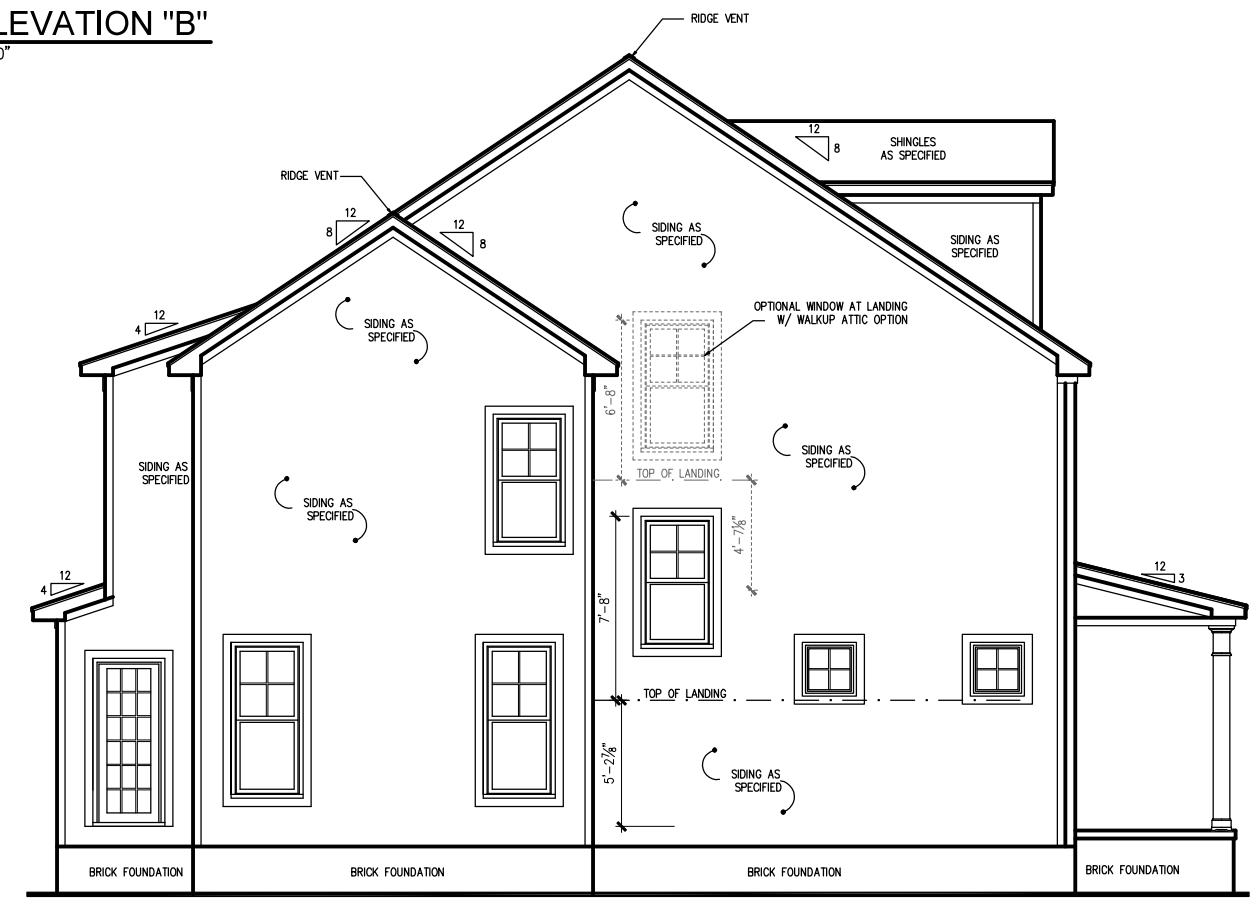 LEVATION "B"
0"
RIDGE VENT
12
8
SHINGLES
AS SPECIFIED
RIDGE VENT
12
8
12
8
SIDING AS
SPECIFIED
SIDING AS
SPECIFIED
OPTIONAL WINDOW AT LANDING
W/ WALKUP ATTIC OPTION
12
4
SIDING AS
SPECIFIED
6'-8"
SIDING AS
SPECIFIED
SIDING AS
SPECIFIED
TOP OF LANDING
SIDING AS
SPECIFIED
4'-7⅞"
12
4
12
3
7'-8"
TOP OF LANDING
5'-2⅞"
SIDING AS
SPECIFIED
BRICK FOUNDATION
BRICK FOUNDATION
BRICK FOUNDATION
BRICK FOUNDATION